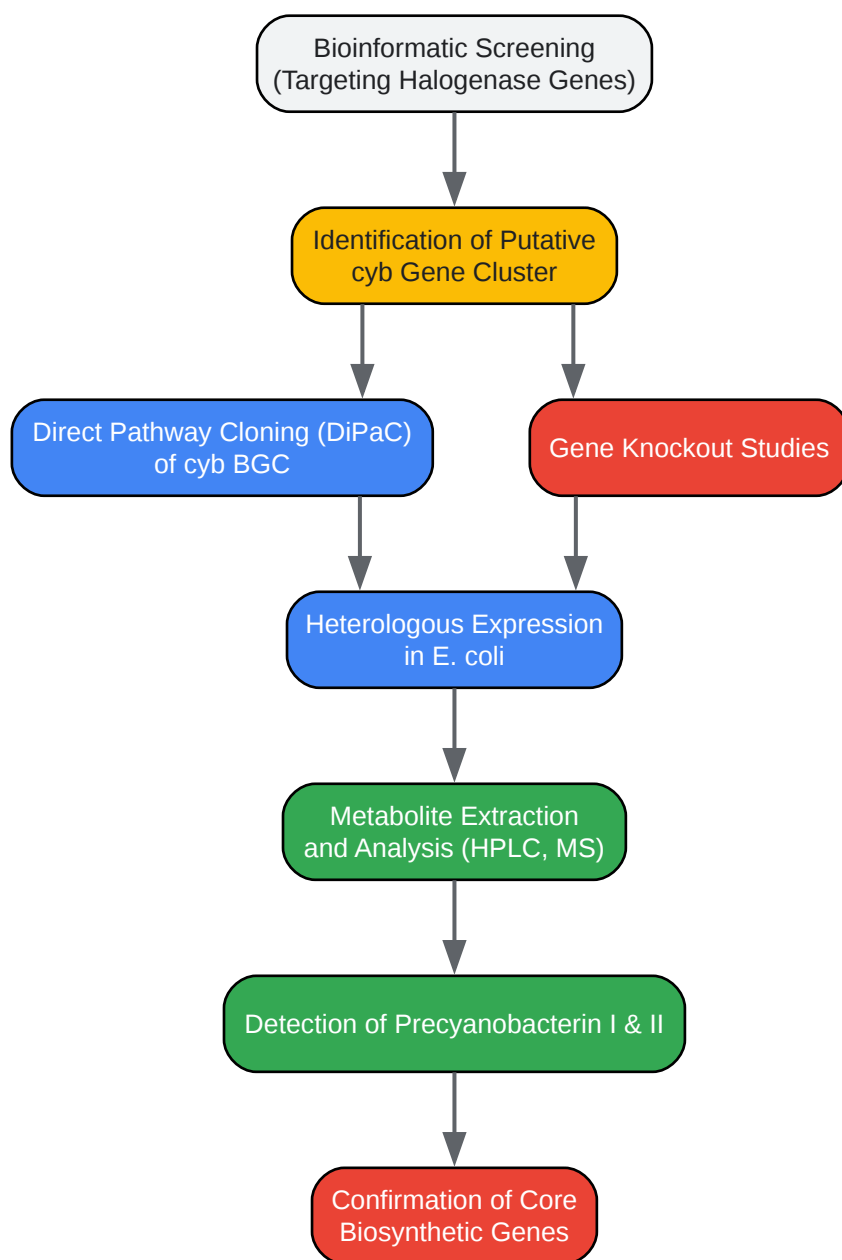 Bioinformatic Screening
(Targeting Halogenase Genes)
Identification of Putative
cyb Gene Cluster
Direct Pathway Cloning (DiPaC)
of cyb BGC
Gene Knockout Studies
Heterologous Expression
in E. coli
Metabolite Extraction
and Analysis (HPLC, MS)
Detection of Precyanobacterin I & II
Confirmation of Core
Biosynthetic Genes